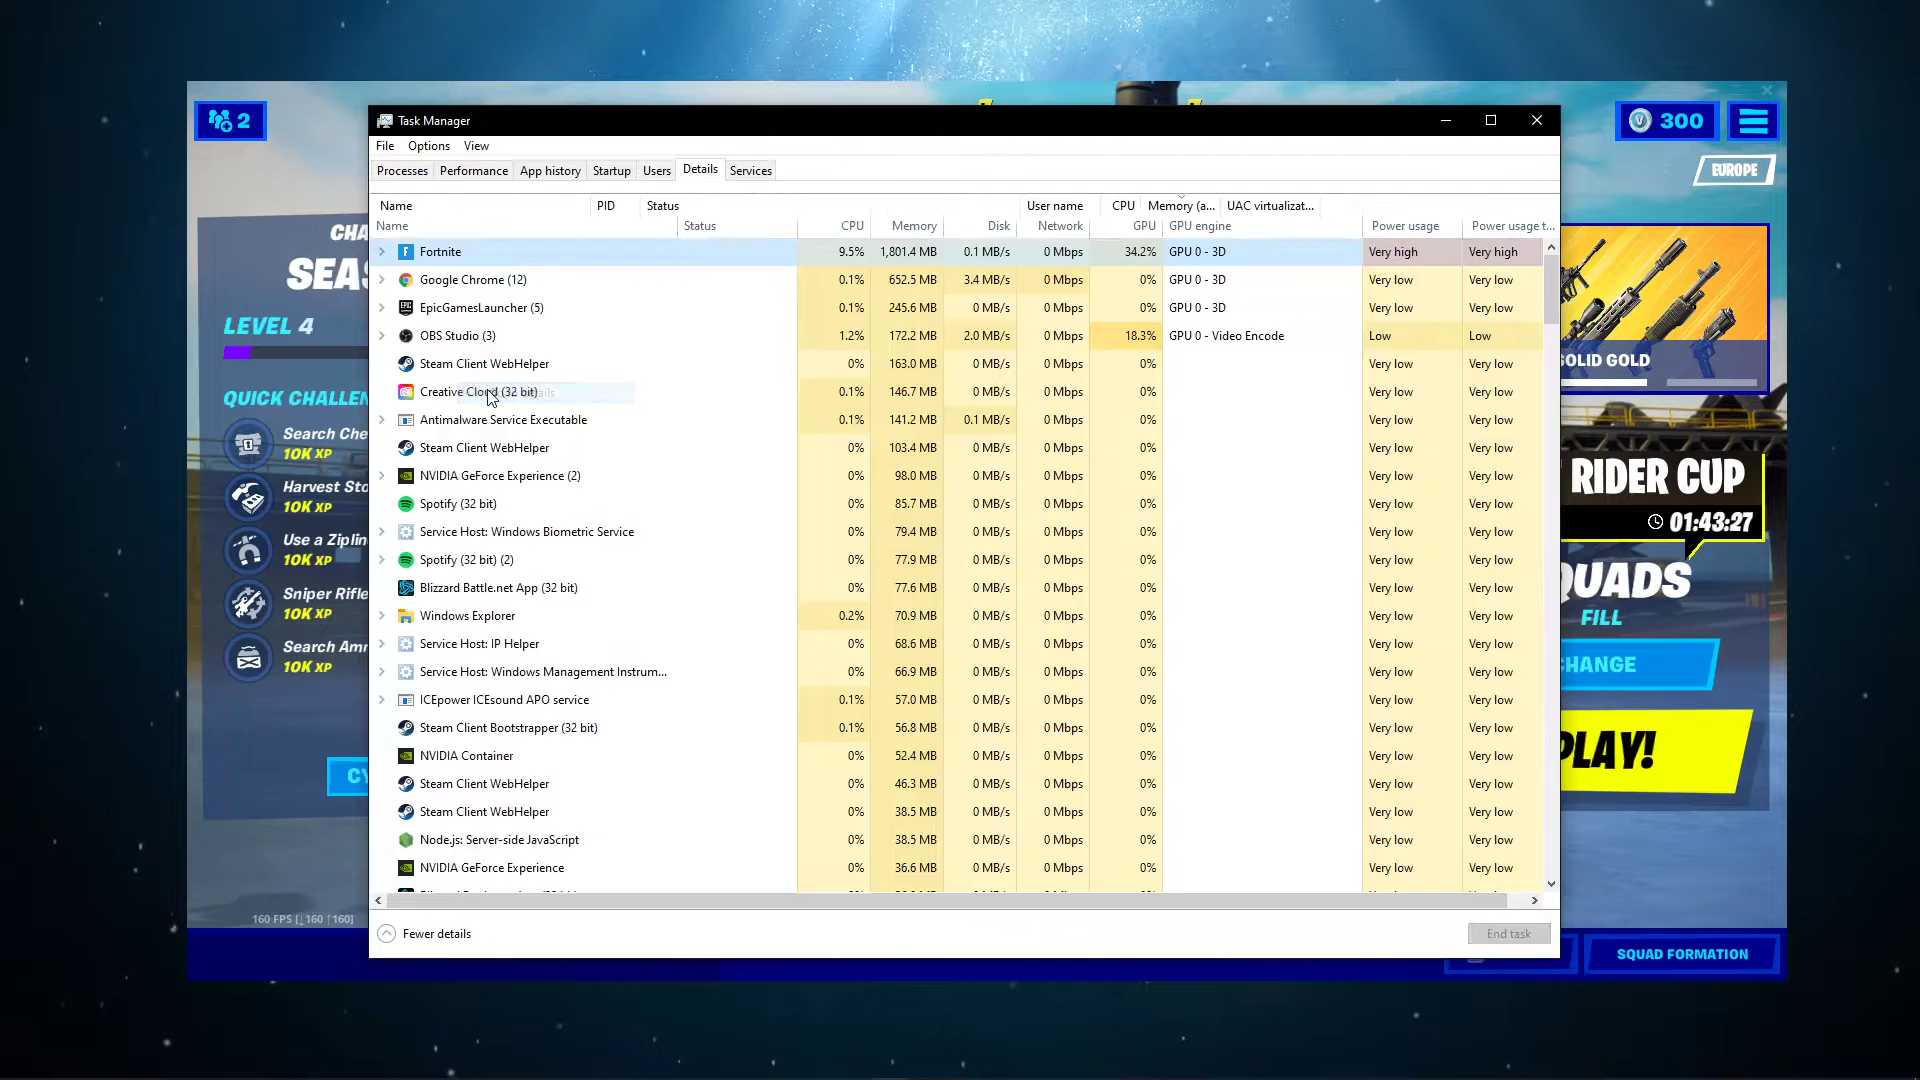 2
300
EUROPE
CHA
SEAS
LEVEL 4
QUICK CHALLEN
Search Che
10K XP
Harvest Sto
10K XP
Use a Ziplin
10K XP
Sniper Rifle
10K XP
Search Amm
10K XP
CY
160 FPS [↓160 ↑160]
Task Manager
File Options View
Processes Performance App history Startup Users Details Services
Name PID Status User name CPU Memory (a... UAC virtualizat...
Name Status CPU Memory Disk Network GPU GPU engine Power usage Power usage t...
Fortnite 9.5% 1,801.4 MB 0.1 MB/s 0 Mbps 34.2% GPU 0 - 3D Very high Very high
Google Chrome (12) 0.1% 652.5 MB 3.4 MB/s 0 Mbps 0% GPU 0 - 3D Very low Very low
EpicGamesLauncher (5) 0.1% 245.6 MB 0 MB/s 0 Mbps 0% GPU 0 - 3D Very low Very low
OBS Studio (3) 1.2% 172.2 MB 2.0 MB/s 0 Mbps 18.3% GPU 0 - Video Encode Low Low
Steam Client WebHelper 0% 163.0 MB 0 MB/s 0 Mbps 0% Very low Very low
Creative Cloud (32 bit) 0.1% 146.7 MB 0 MB/s 0 Mbps 0% Very low Very low
Antimalware Service Executable 0.1% 141.2 MB 0.1 MB/s 0 Mbps 0% Very low Very low
Steam Client WebHelper 0% 103.4 MB 0 MB/s 0 Mbps 0% Very low Very low
NVIDIA GeForce Experience (2) 0% 98.0 MB 0 MB/s 0 Mbps 0% Very low Very low
Spotify (32 bit) 0% 85.7 MB 0 MB/s 0 Mbps 0% Very low Very low
Service Host: Windows Biometric Service 0% 79.4 MB 0 MB/s 0 Mbps 0% Very low Very low
Spotify (32 bit) (2) 0% 77.9 MB 0 MB/s 0 Mbps 0% Very low Very low
Blizzard Battle.net App (32 bit) 0% 77.6 MB 0 MB/s 0 Mbps 0% Very low Very low
Windows Explorer 0.2% 70.9 MB 0 MB/s 0 Mbps 0% Very low Very low
Service Host: IP Helper 0% 68.6 MB 0 MB/s 0 Mbps 0% Very low Very low
Service Host: Windows Management Instrum... 0% 66.9 MB 0 MB/s 0 Mbps 0% Very low Very low
ICEpower ICEsound APO service 0.1% 57.0 MB 0 MB/s 0 Mbps 0% Very low Very low
Steam Client Bootstrapper (32 bit) 0.1% 56.8 MB 0 MB/s 0 Mbps 0% Very low Very low
NVIDIA Container 0% 52.4 MB 0 MB/s 0 Mbps 0% Very low Very low
Steam Client WebHelper 0% 46.3 MB 0 MB/s 0 Mbps 0% Very low Very low
Steam Client WebHelper 0% 38.5 MB 0 MB/s 0 Mbps 0% Very low Very low
Node.js: Server-side JavaScript 0% 38.5 MB 0 MB/s 0 Mbps 0% Very low Very low
NVIDIA GeForce Experience 0% 36.6 MB 0 MB/s 0 Mbps 0% Very low Very low
Fewer details
End task
SOLID GOLD
RIDER CUP
01:43:27
QUADS
FILL
CHANGE
PLAY!
SQUAD FORMATION